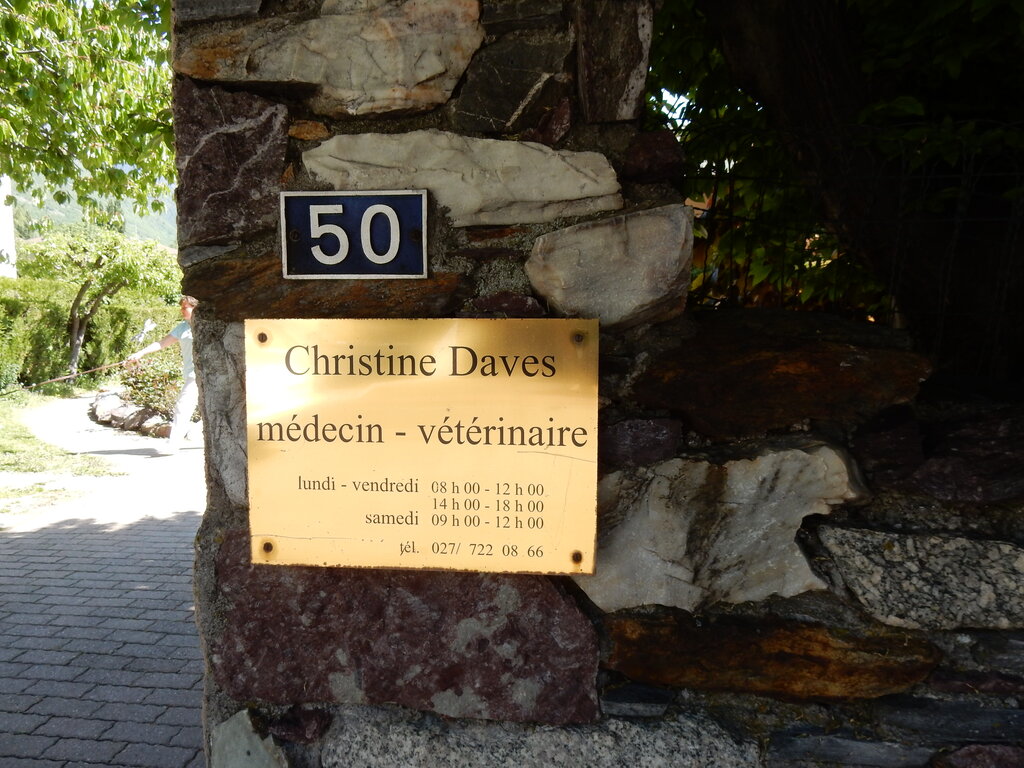 50
Christine Daves
médecin - vétérinaire
lundi - vendredi 08 h 00 - 12 h 00
14 h 00 - 18 h 00
samedi 09 h 00 - 12 h 00
tél. 027/ 722 08 66